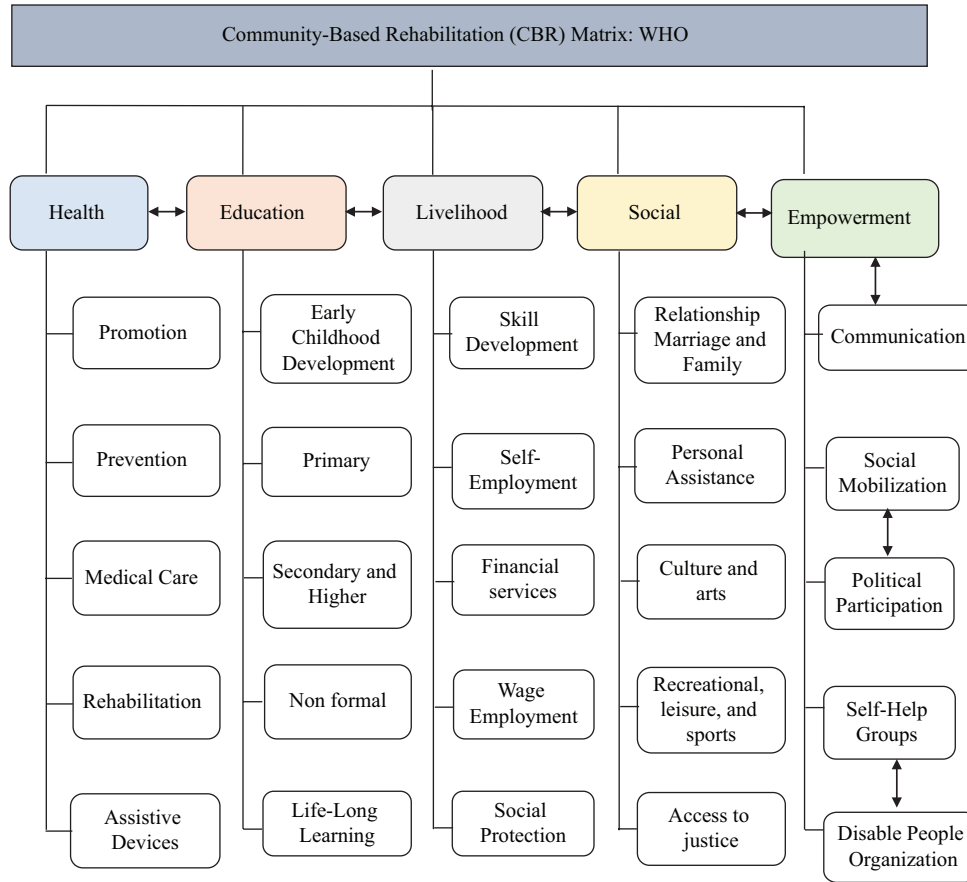 Community-Based Rehabilitation (CBR) Matrix: WHO
Health
Education
Livelihood
Social
Empowerment
Promotion
Prevention
Medical Care
Rehabilitation
Assistive
Devices
Early
Childhood
Development
Primary
Secondary and
Higher
Non formal
Life-Long
Learning
Skill
Development
Self-
Employment
Financial
services
Wage
Employment
Social
Protection
Relationship
Marriage and
Family
Personal
Assistance
Culture and
arts
Recreational,
leisure, and
sports
Access to
justice
Communication
Social
Mobilization
Political
Participation
Self-Help
Groups
Disable People
Organization